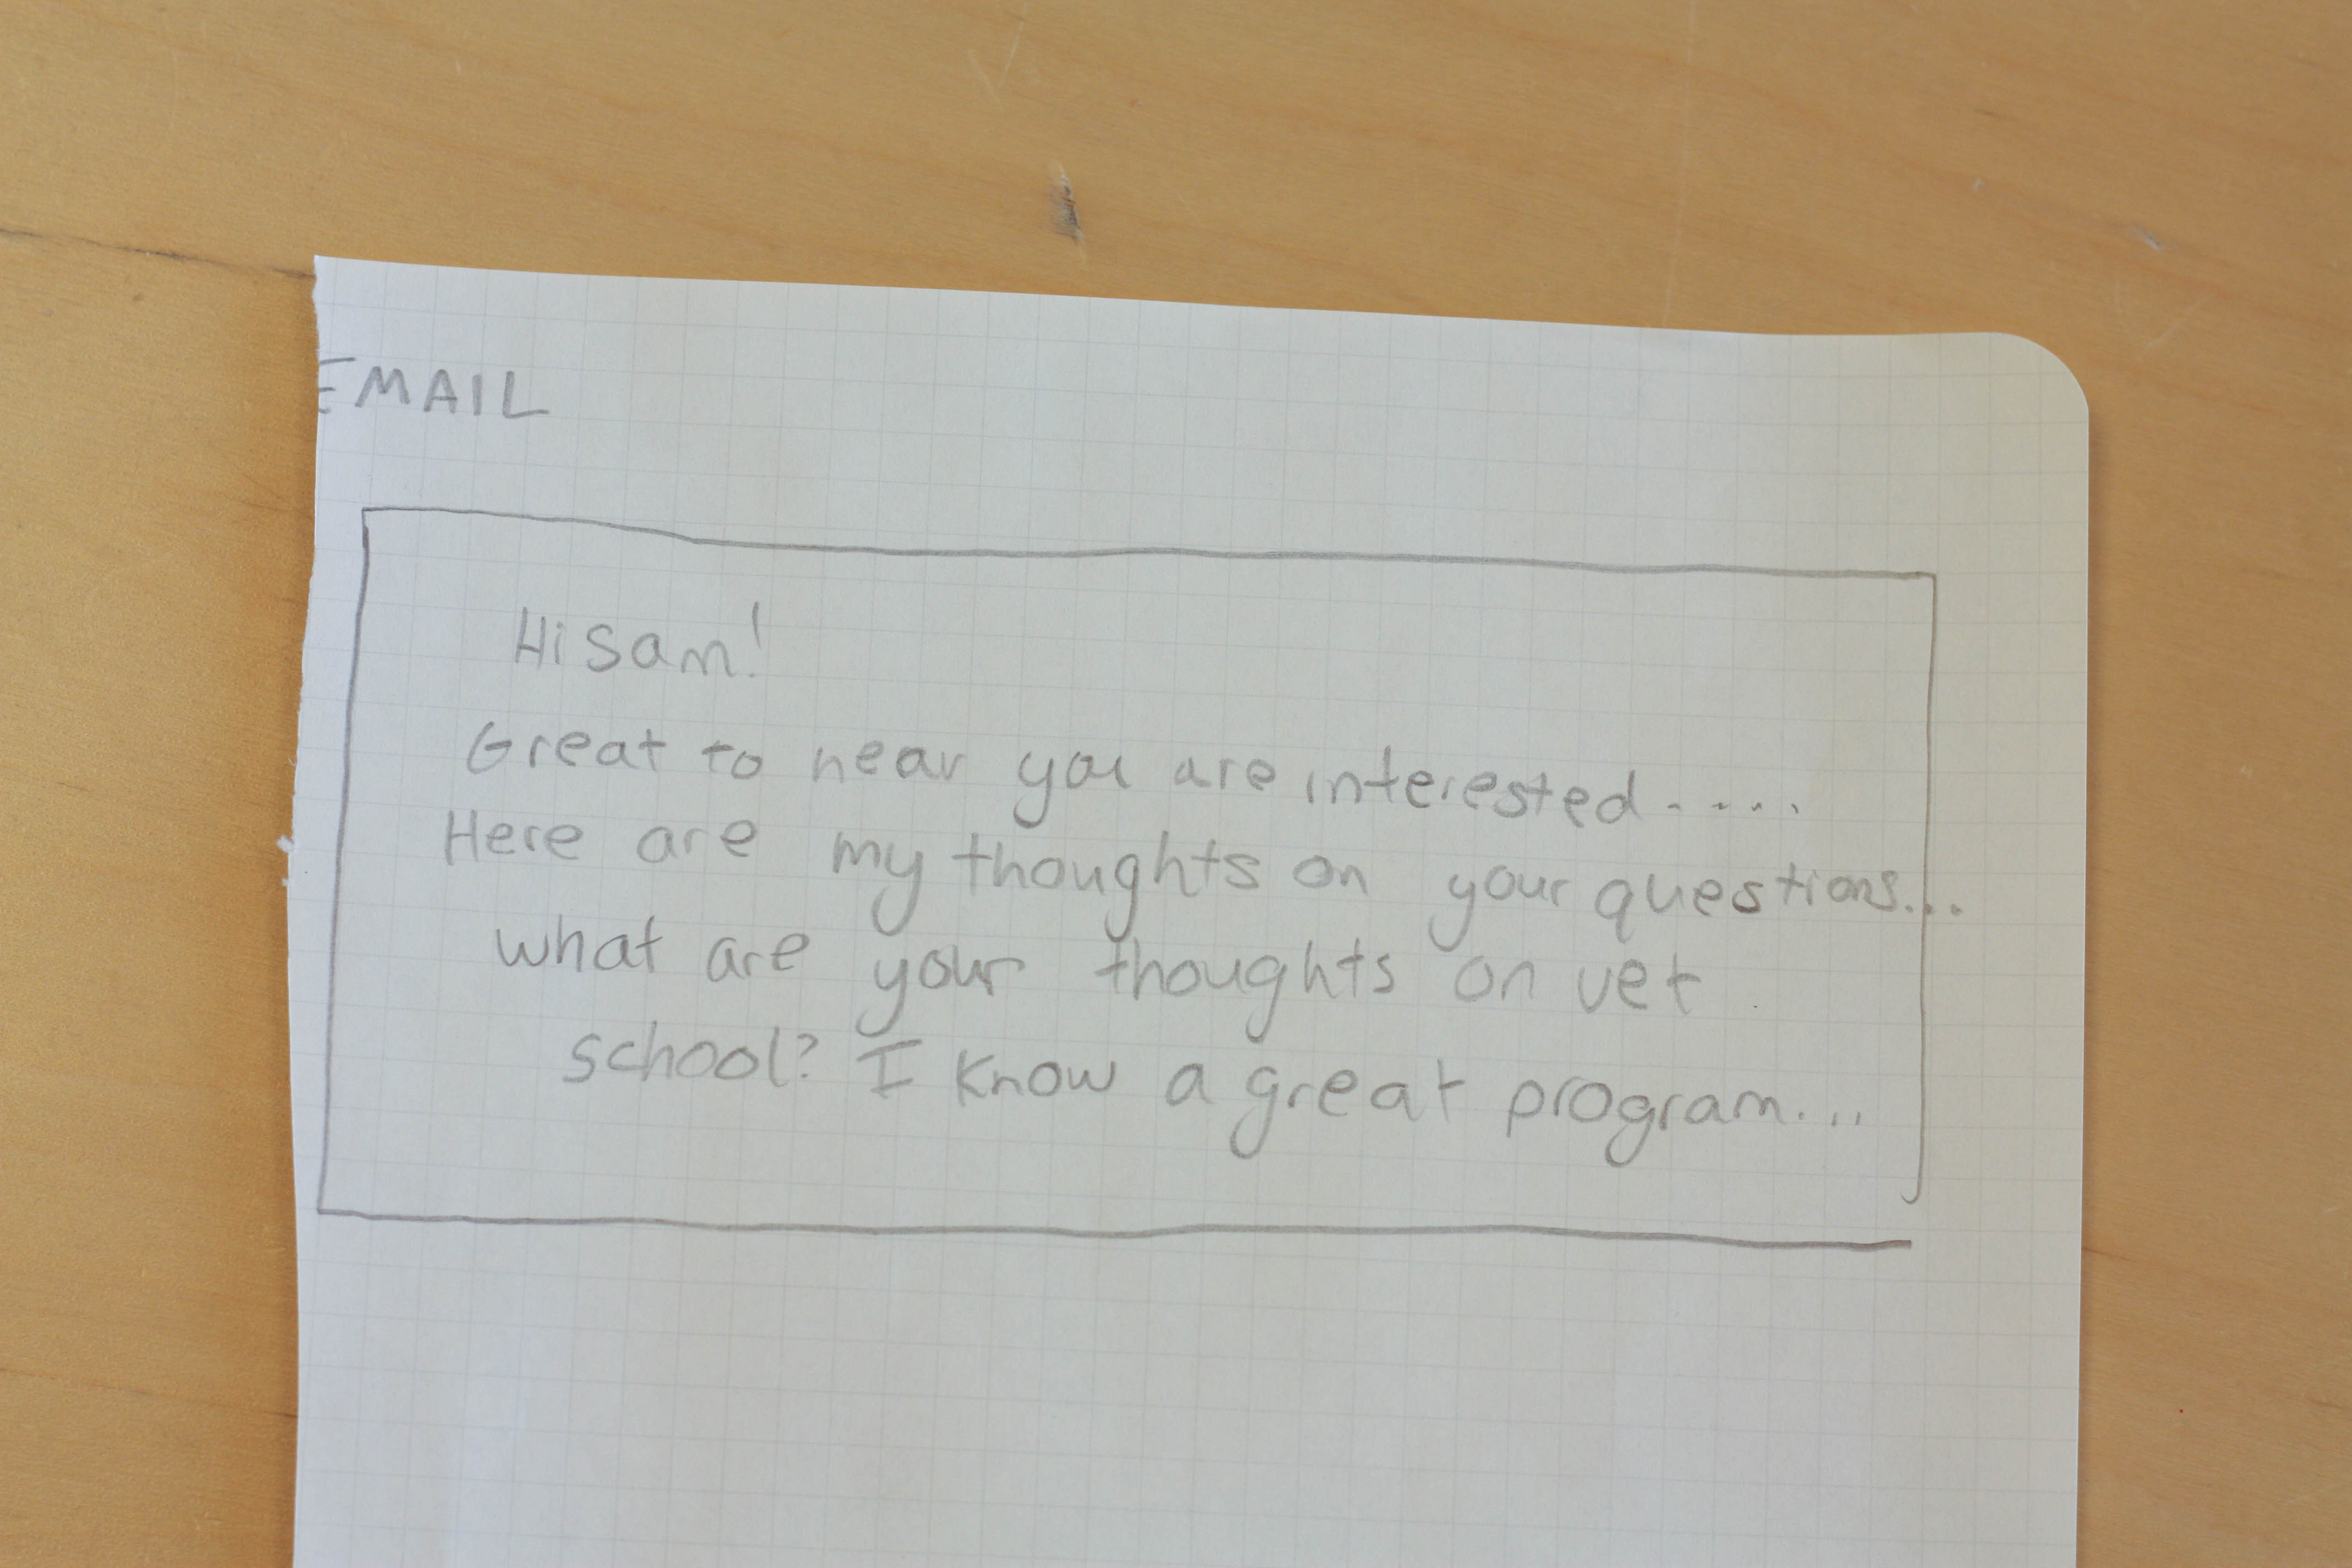 EMAIL
Hi Sam!
Great to hear you are interested.....
Here are my thoughts on your questions...
what are your thoughts on vet
school? I know a great program...